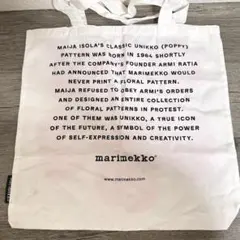 MAIJA ISOLA'S CLASSIC UNIKKO (POPPY)
PATTERN WAS BORN IN 1964 SHORTLY
AFTER THE COMPANY'S FOUNDER ARMI RATIA
HAD ANNOUNCED THAT MARIMEKKO WOULD
NEVER PRINT A FLORAL PATTERN.
MAIJA REFUSED TO OBEY ARMI'S ORDERS
AND DESIGNED AN ENTIRE COLLECTION
OF FLORAL PATTERNS IN PROTEST.
ONE OF THEM WAS UNIKKO, A TRUE ICON
OF THE FUTURE, A SYMBOL OF THE POWER
OF SELF-EXPRESSION AND CREATIVITY.
marimekko®
www.marimekko.com